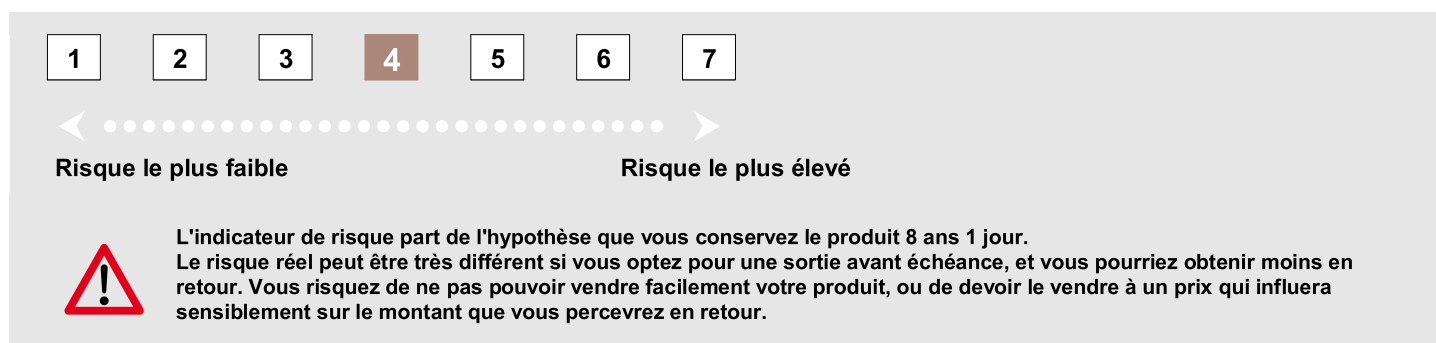 1 2 3 4 5 6 7
Risque le plus faible Risque le plus élevé
L'indicateur de risque part de l'hypothèse que vous conservez le produit 8 ans 1 jour.
Le risque réel peut être très différent si vous optez pour une sortie avant échéance, et vous pourriez obtenir moins en
retour. Vous risquez de ne pas pouvoir vendre facilement votre produit, ou de devoir le vendre à un prix qui influera
sensiblement sur le montant que vous percevrez en retour.